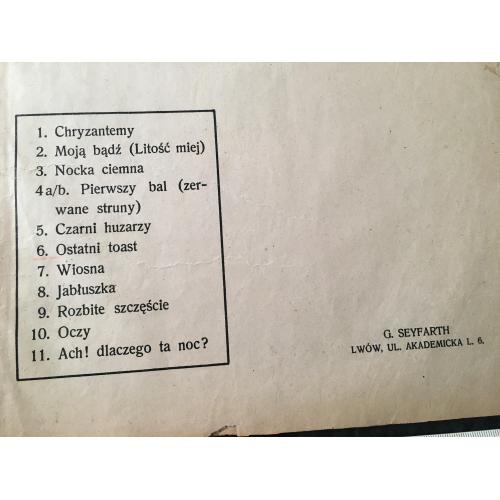 1. Chryzantemy
2. Moją bądź (Litość miej)
3. Nocka ciemna
4 a/b. Pierwszy bal (zer-
wane struny)
5. Czarni huzarzy
6. Ostatni toast
7. Wiosna
8. Jabłuszka
9. Rozbite szczęście
10. Oczy
11. Ach! dlaczego ta noc?
G. SEYFARTH
LWÓW, UL. AKADEMICKA L. 6.